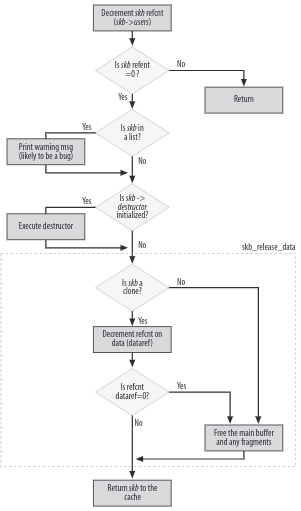 Decrement skb refcnt
(skb->users)
Is skb refcnt
=0 ?
No
Yes
Return
Is skb in
a list?
Yes
Print warning msg
(likely to be a bug)
No
Is skb ->
destructor
initialized?
Yes
Execute destructor
No
skb_release_data
Is skb a
clone?
No
Yes
Decrement refcnt on
data (dataref)
Is refcnt
dataref=0?
Yes
No
Free the main buffer
and any fragments
Return skb to the
cache